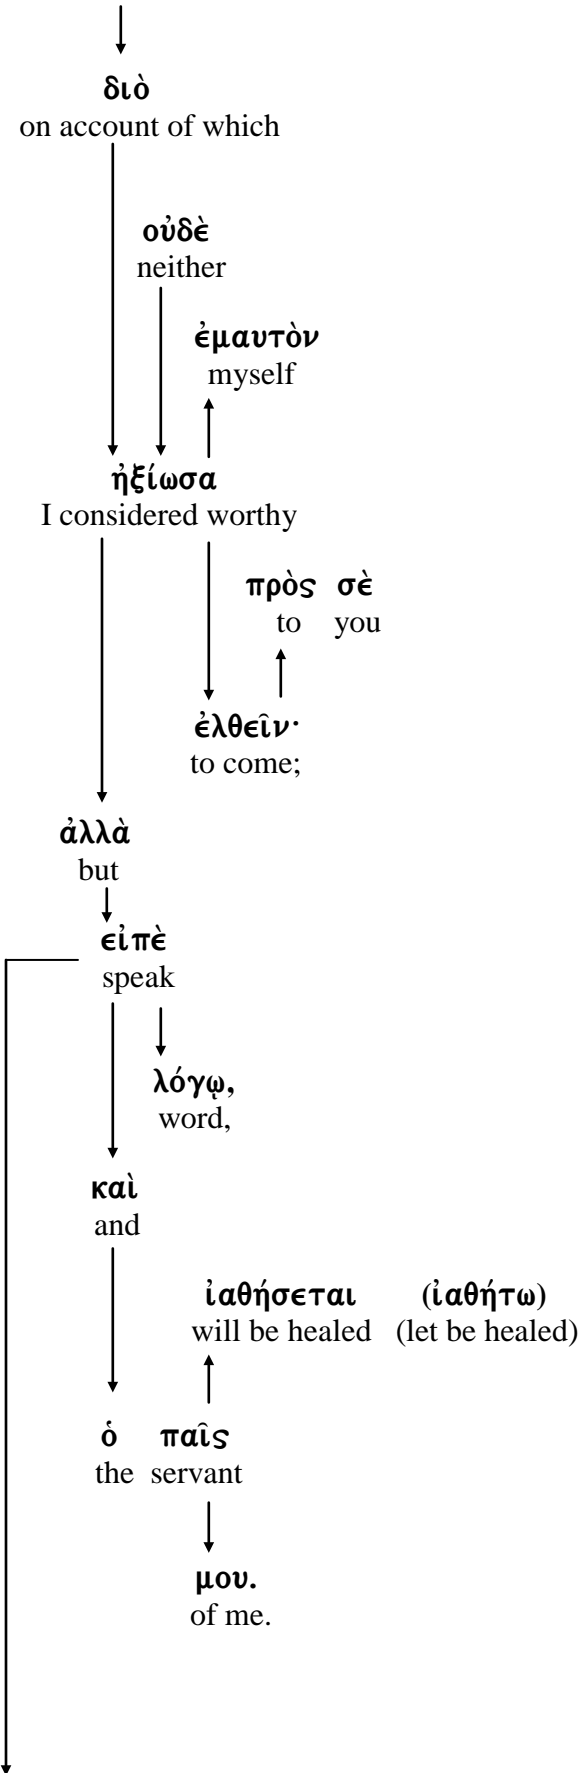 διὸ
on account of which
οὐδὲ
neither
ἐμαυτὸν
myself
ἠξίωσα
I considered worthy
πρὸς σὲ
to you
ἐλθεῖν·
to come;
ἀλλὰ
but
εἰπὲ
speak
λόγῳ,
word,
καὶ
and
ἰαθήσεται (ἰαθήτω)
will be healed (let be healed)
ὁ παῖς
the servant
μου.
of me.